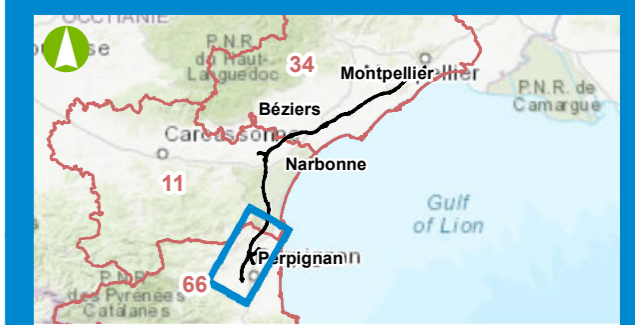 OCCITANIE
P.N.R.
du Haut-
Languedoc
34
Montpellier
P.N.R. de
Camargue
Béziers
Carcassonne
Narbonne
11
Gulf
of Lion
Perpignan
66
P.N.R.
des Pyrénées
Catalanes